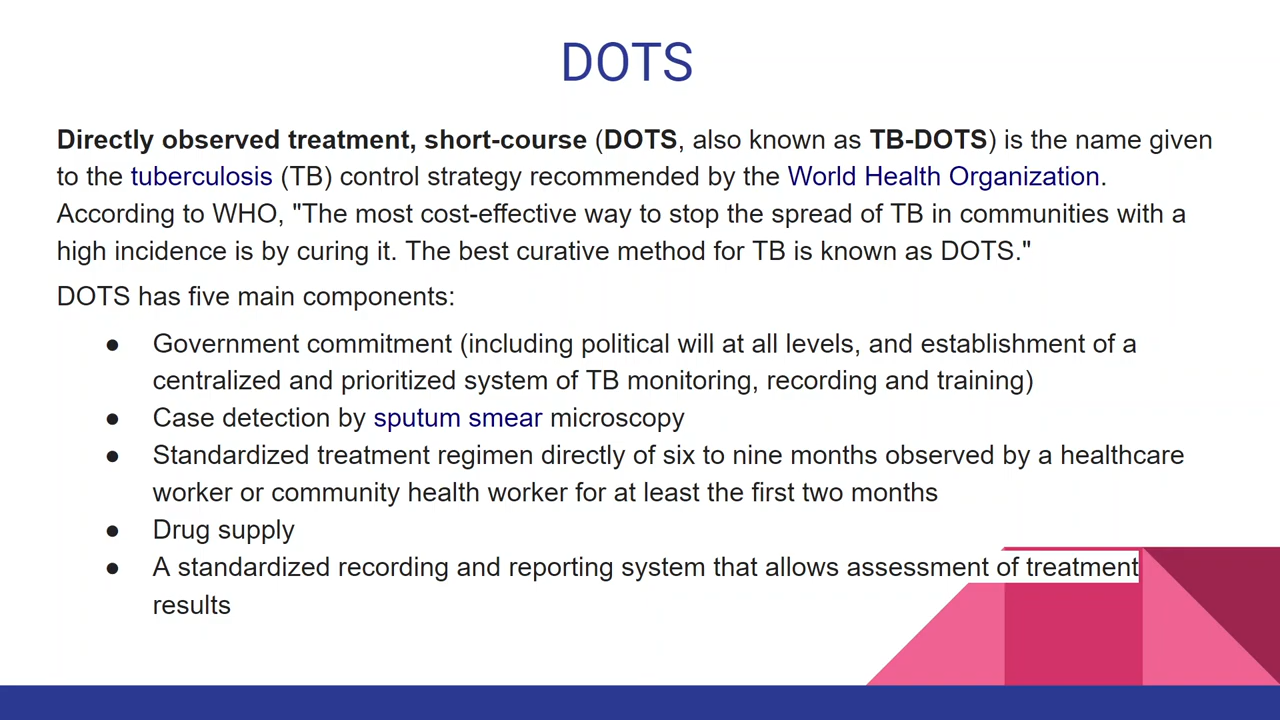 DOTS
Directly observed treatment, short-course (DOTS, also known as TB-DOTS) is the name given
to the tuberculosis (TB) control strategy recommended by the World Health Organization.
According to WHO, "The most cost-effective way to stop the spread of TB in communities with a
high incidence is by curing it. The best curative method for TB is known as DOTS."
DOTS has five main components:
● Government commitment (including political will at all levels, and establishment of a
centralized and prioritized system of TB monitoring, recording and training)
● Case detection by sputum smear microscopy
● Standardized treatment regimen directly of six to nine months observed by a healthcare
worker or community health worker for at least the first two months
● Drug supply
● A standardized recording and reporting system that allows assessment of treatment
results